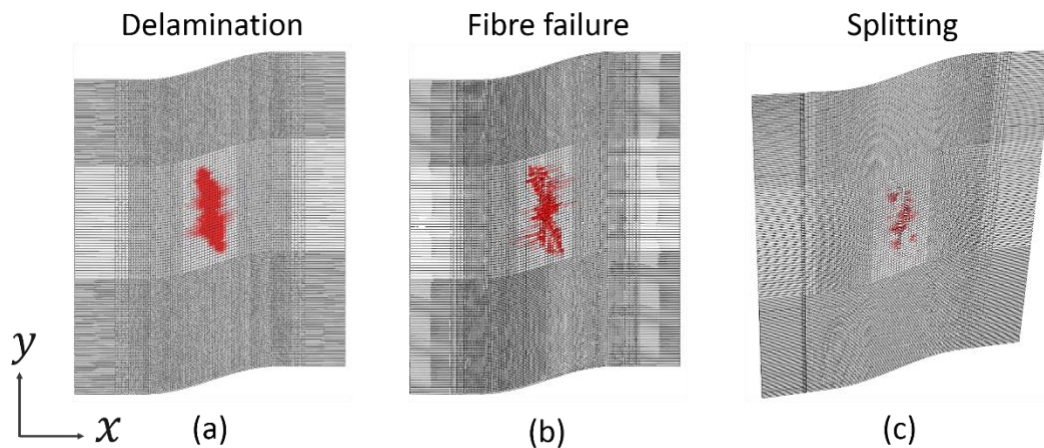 Delamination
Fibre failure
Splitting
y
x
(a)
(b)
(c)